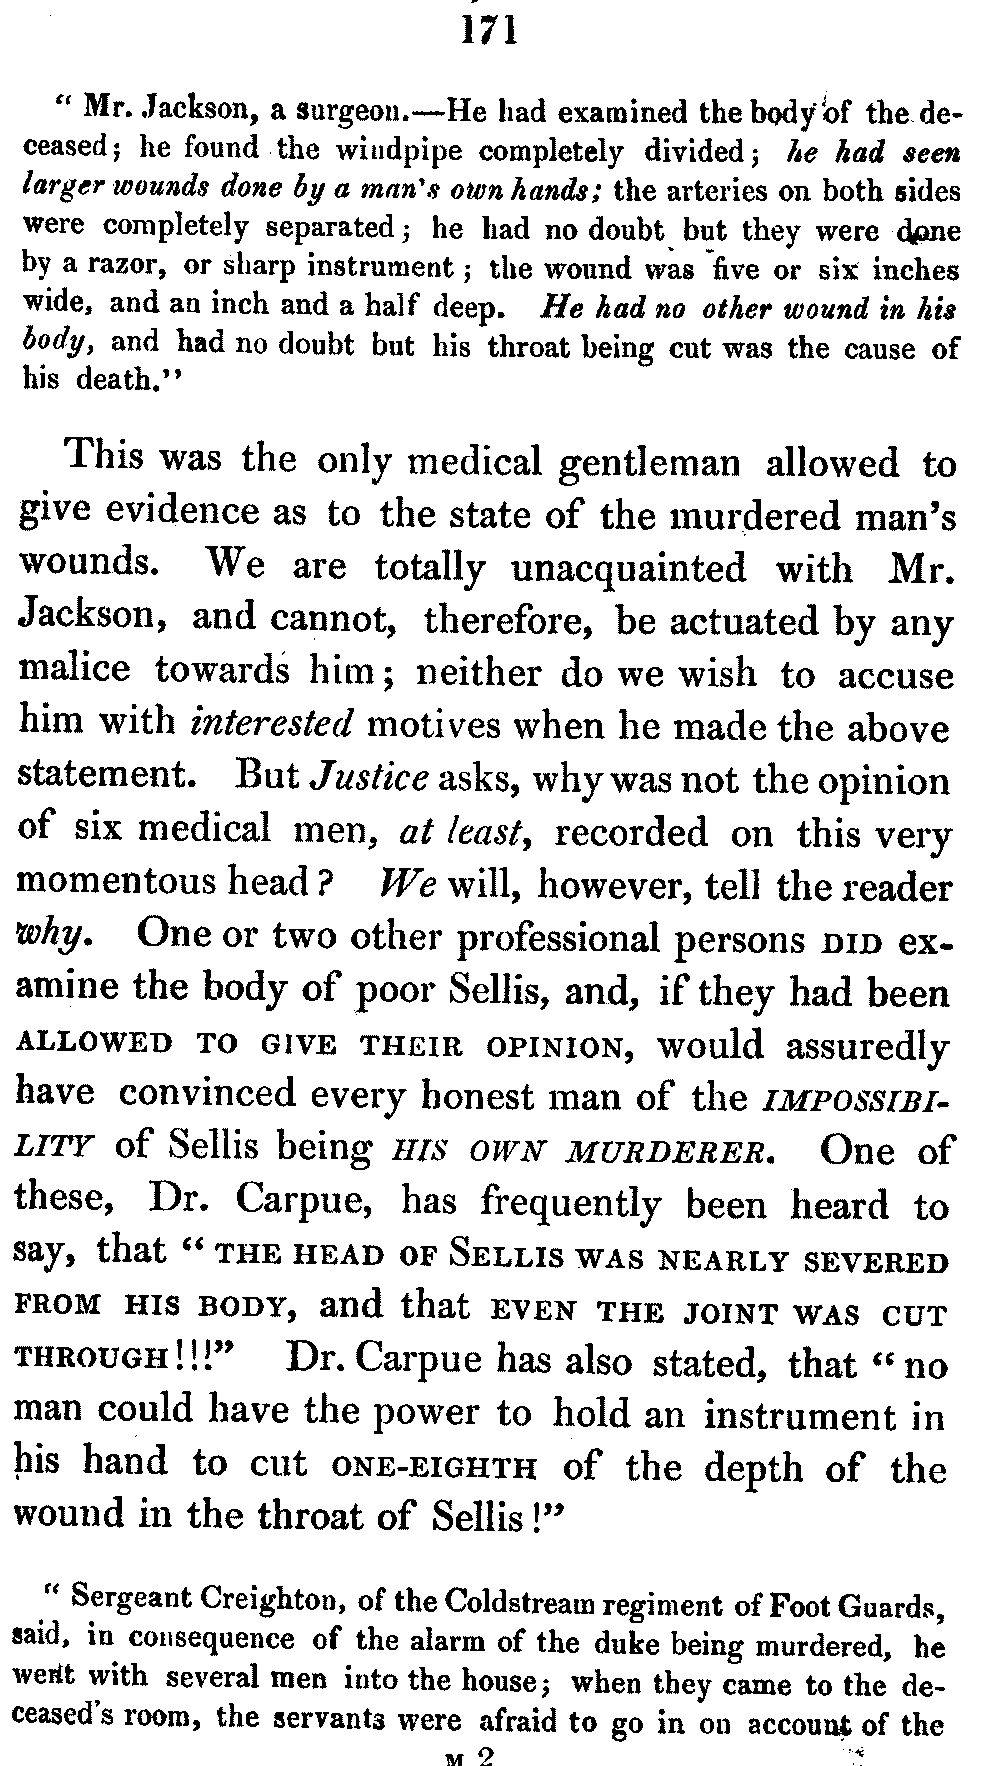 171
“ Mr. Jackson, a surgeon.—He had examined the body of the de-
ceased; he found the windpipe completely divided; he had seen
larger wounds done by a man's own hands; the arteries on both sides
were completely separated; he had no doubt but they were done
by a razor, or sharp instrument; the wound was five or six inches
wide, and an inch and a half deep. He had no other wound in his
body, and had no doubt but his throat being cut was the cause of
his death.”
This was the only medical gentleman allowed to
give evidence as to the state of the murdered man's
wounds. We are totally unacquainted with Mr.
Jackson, and cannot, therefore, be actuated by any
malice towards him; neither do we wish to accuse
him with interested motives when he made the above
statement. But Justice asks, why was not the opinion
of six medical men, at least, recorded on this very
momentous head? We will, however, tell the reader
why. One or two other professional persons DID ex-
amine the body of poor Sellis, and, if they had been
ALLOWED TO GIVE THEIR OPINION, would assuredly
have convinced every honest man of the IMPOSSIBI-
LITY of Sellis being HIS OWN MURDERER. One of
these, Dr. Carpue, has frequently been heard to
say, that “ THE HEAD OF SELLIS WAS NEARLY SEVERED
FROM HIS BODY, and that EVEN THE JOINT WAS CUT
THROUGH!!!” Dr. Carpue has also stated, that “ no
man could have the power to hold an instrument in
his hand to cut ONE-EIGHTH of the depth of the
wound in the throat of Sellis!”
“ Sergeant Creighton, of the Coldstream regiment of Foot Guards,
said, in consequence of the alarm of the duke being murdered, he
went with several men into the house; when they came to the de-
ceased's room, the servants were afraid to go in on account of the
M 2